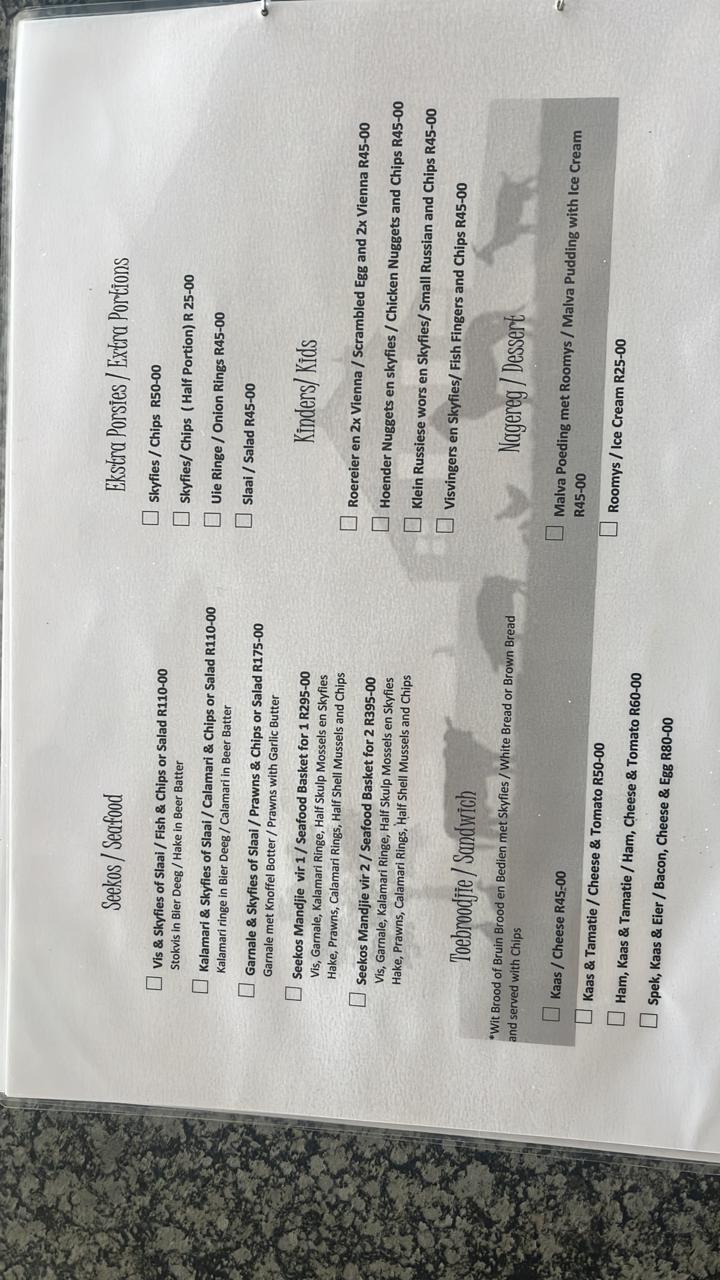 Seekos / Seafood
Vis & Skyfies of Slaai / Fish & Chips or Salad R110-00
Stokvis in Bier Deeg / Hake in Beer Batter
Kalamari & Skyfies of Slaai / Calamari & Chips or Salad R110-00
Kalamari ringe in Bier Deeg / Calamari in Beer Batter
Garnale & Skyfies of Slaai / Prawns & Chips or Salad R175-00
Garnale met Knoffel Botter / Prawns with Garlic Butter
Seekos Mandjie vir 1 / Seafood Basket for 1 R295-00
Vis, Garnale, Kalamari Ringe, Half Skulp Mossels en Skyfies
Hake, Prawns, Calamari Rings, Half Shell Mussels and Chips
Seekos Mandjie vir 2 / Seafood Basket for 2 R395-00
Vis, Garnale, Kalamari Ringe, Half Skulp Mossels en Skyfies
Hake, Prawns, Calamari Rings, Half Shell Mussels and Chips
Toebroodjie / Sandwich
*Wit Brood of Bruin Brood en Bedien met Skyfies / White Bread or Brown Bread
and served with Chips
Kaas / Cheese R45-00
Kaas & Tamatie / Cheese & Tomato R50-00
Ham, Kaas & Tamatie / Ham, Cheese & Tomato R60-00
Spek, Kaas & Eier / Bacon, Cheese & Egg R80-00
Ekstra Porsies / Extra Portions
Skyfies / Chips R50-00
Skyfies/ Chips ( Half Portion) R 25-00
Uie Ringe / Onion Rings R45-00
Slaai / Salad R45-00
Kinders/ Kids
Roereier en 2x Vienna / Scrambled Egg and 2x Vienna R45-00
Hoender Nuggets en skyfies / Chicken Nuggets and Chips R45-00
Klein Russiese wors en Skyfies/ Small Russian and Chips R45-00
Visvingers en Skyfies/ Fish Fingers and Chips R45-00
Nagereg / Dessert
Malva Poeding met Roomys / Malva Pudding with Ice Cream
R45-00
Roomys / Ice Cream R25-00